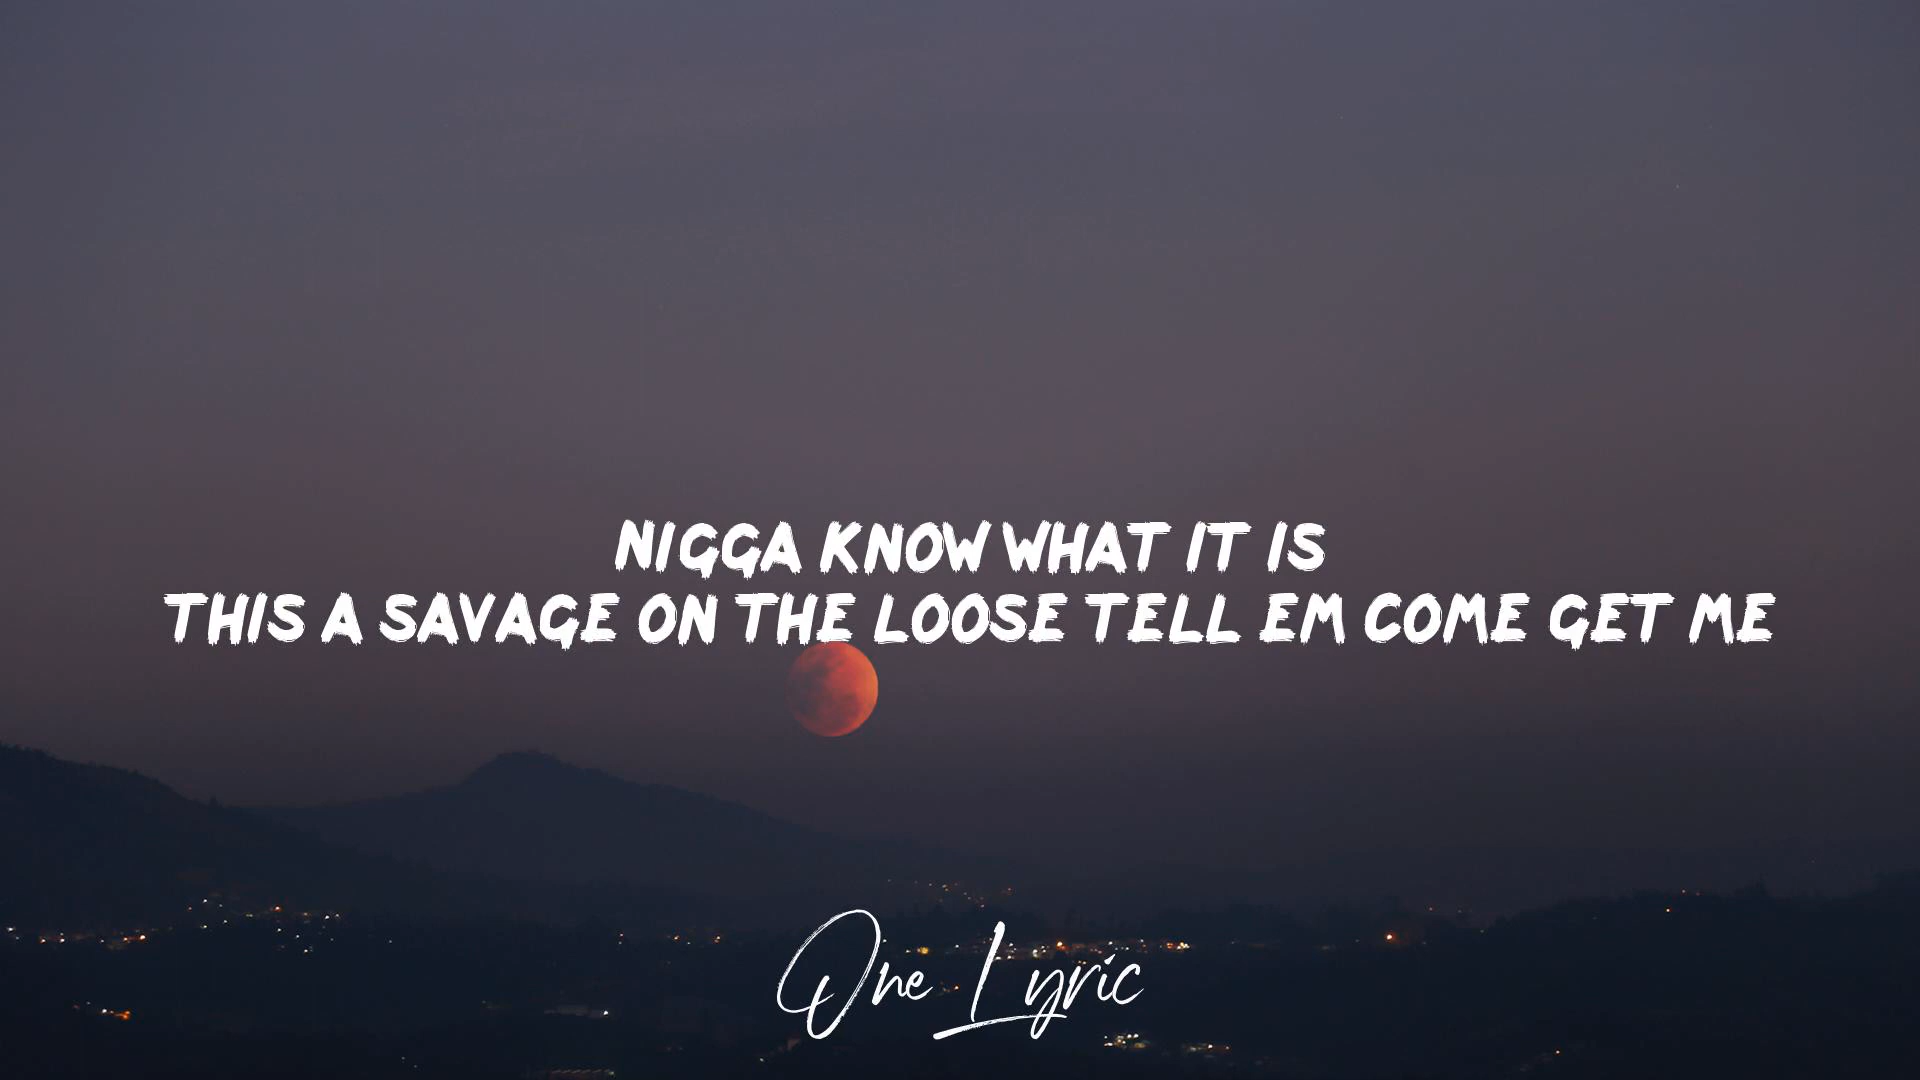 NIGGA KNOW WHAT IT IS
THIS A SAVAGE ON THE LOOSE TELL EM COME GET ME
One Lyric